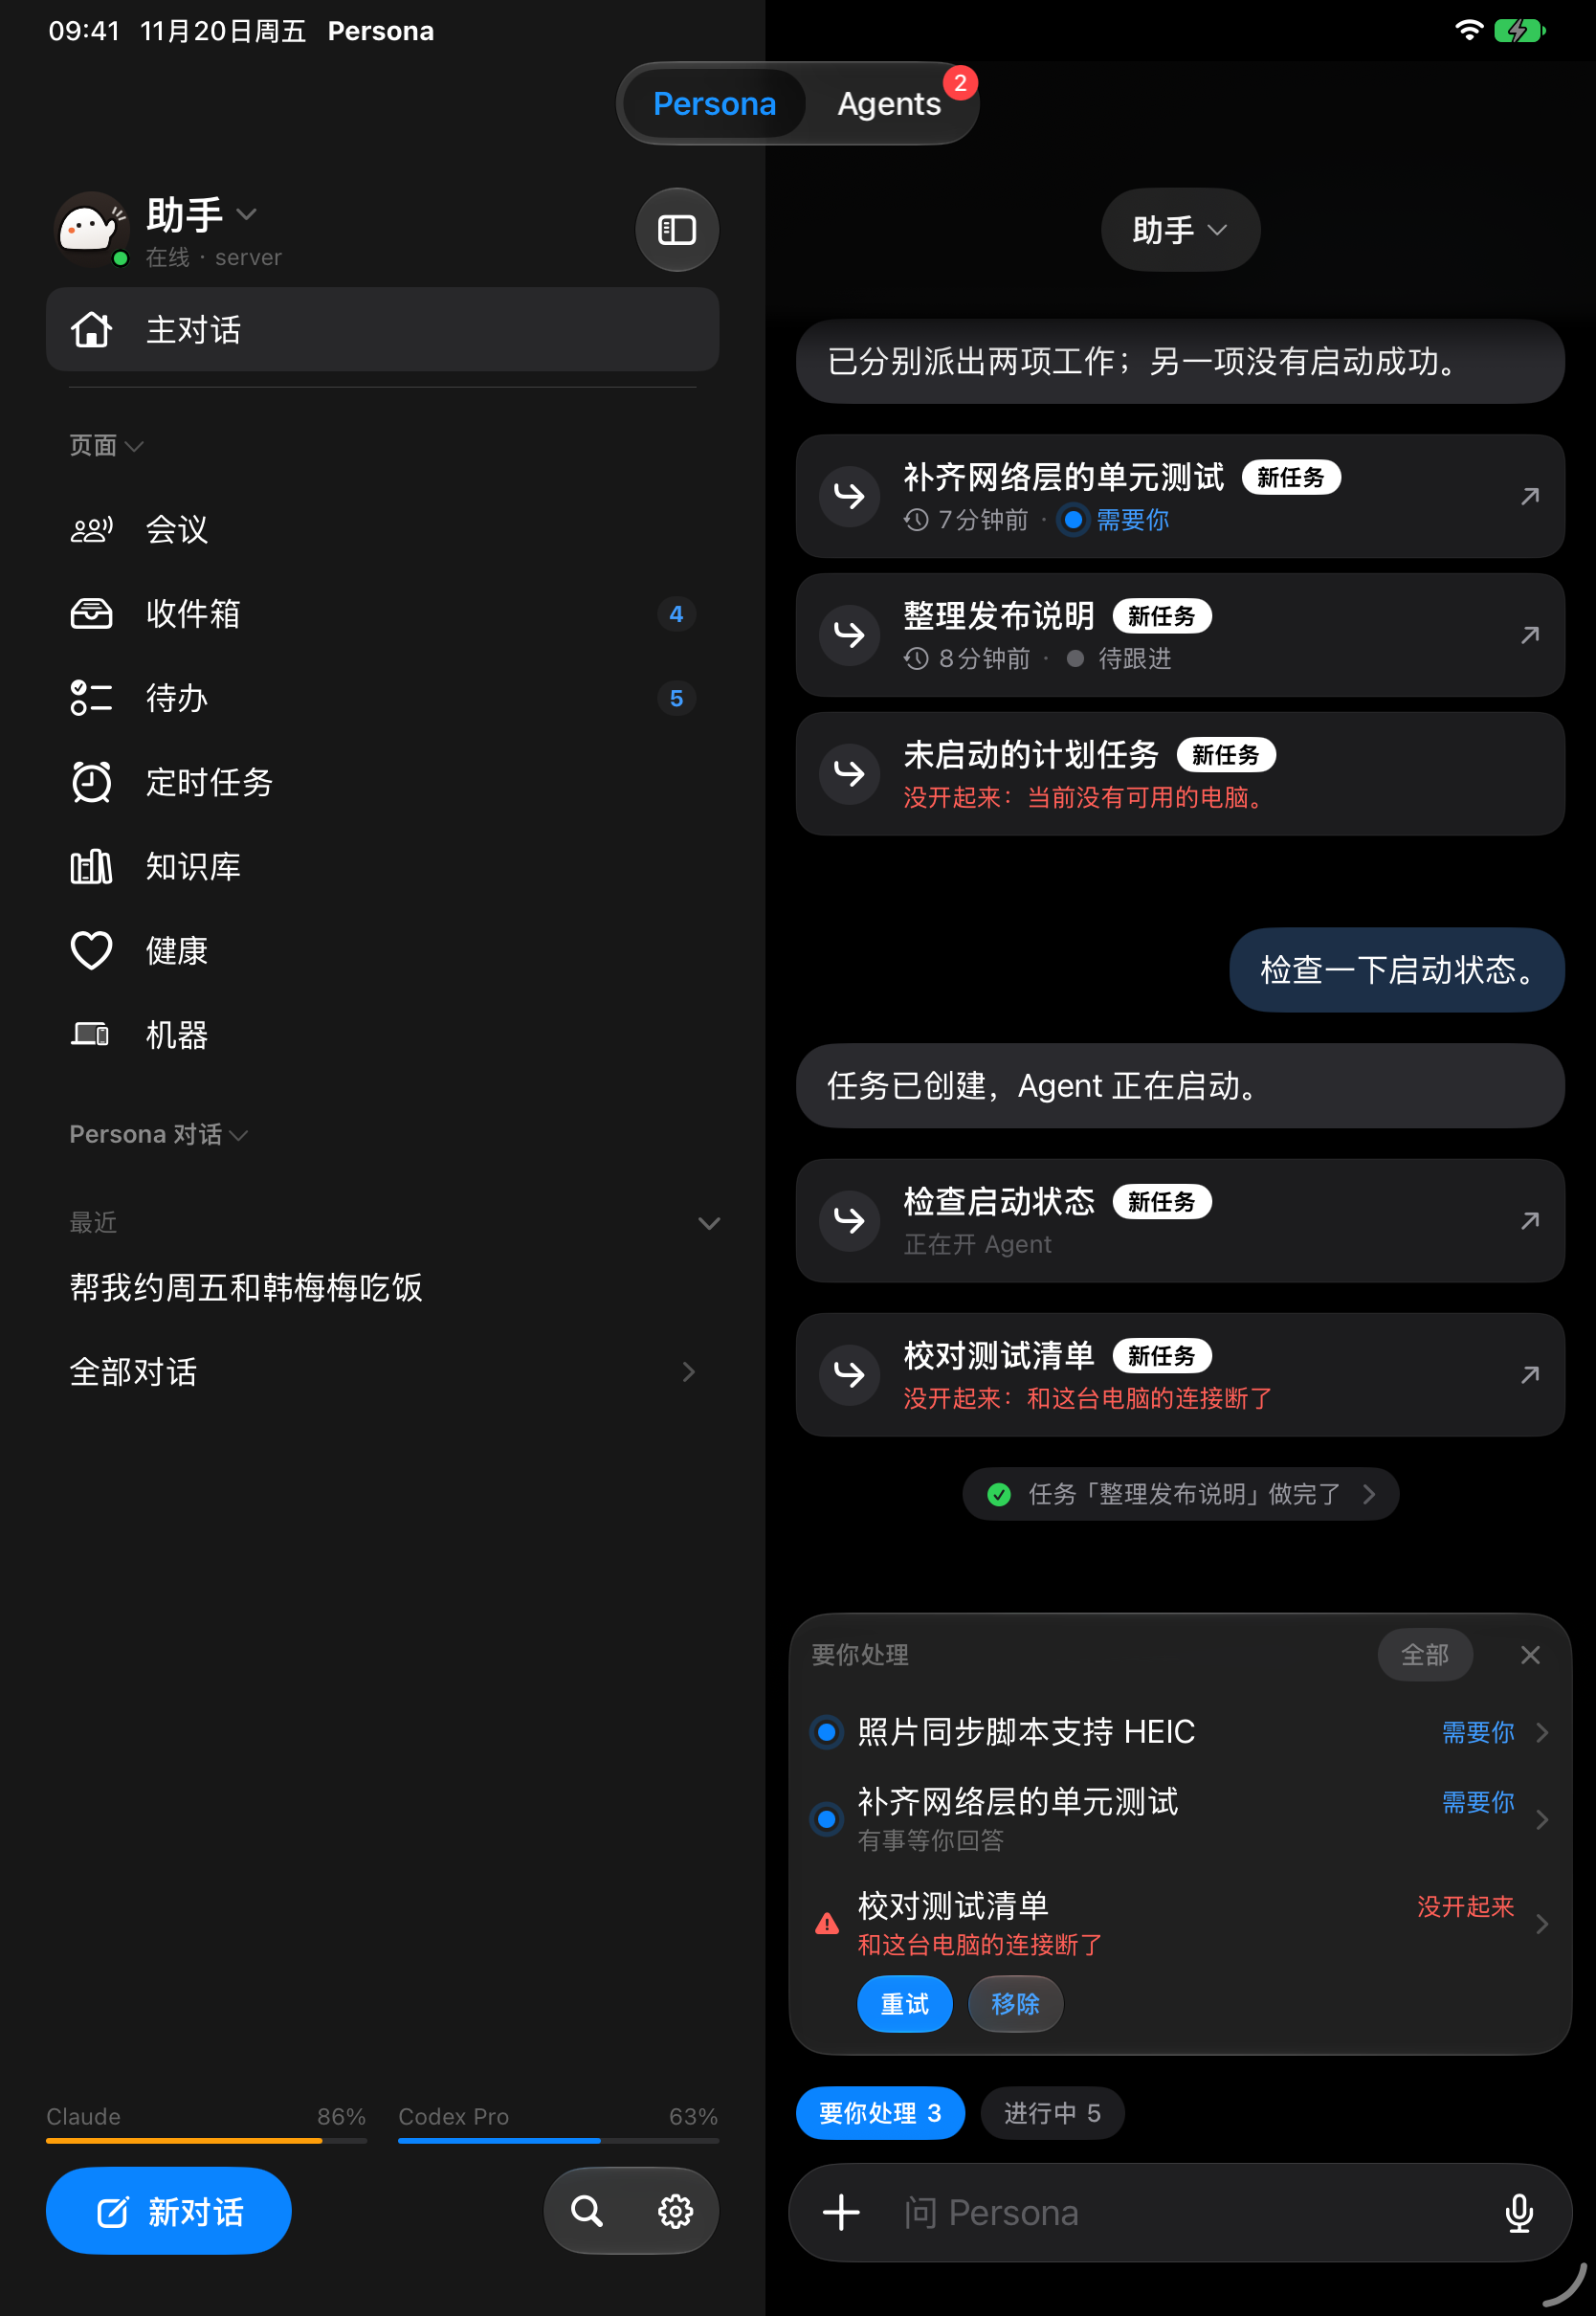 09:41 11月20日周五 Persona
Persona
Agents
2
助手
在线 · server
主对话
页面
会议
收件箱
4
待办
5
定时任务
知识库
健康
机器
Persona 对话
最近
帮我约周五和韩梅梅吃饭
全部对话
Claude 86%
Codex Pro 63%
新对话
助手
已分别派出两项工作；另一项没有启动成功。
补齐网络层的单元测试 新任务
7分钟前 · 需要你
整理发布说明 新任务
8分钟前 · 待跟进
未启动的计划任务 新任务
没开起来：当前没有可用的电脑。
检查一下启动状态。
任务已创建，Agent 正在启动。
检查启动状态 新任务
正在开 Agent
校对测试清单 新任务
没开起来：和这台电脑的连接断了
任务「整理发布说明」做完了
要你处理 全部
照片同步脚本支持 HEIC 需要你
补齐网络层的单元测试 需要你
有事等你回答
校对测试清单 没开起来
和这台电脑的连接断了
重试 移除
要你处理 3 进行中 5
问 Persona